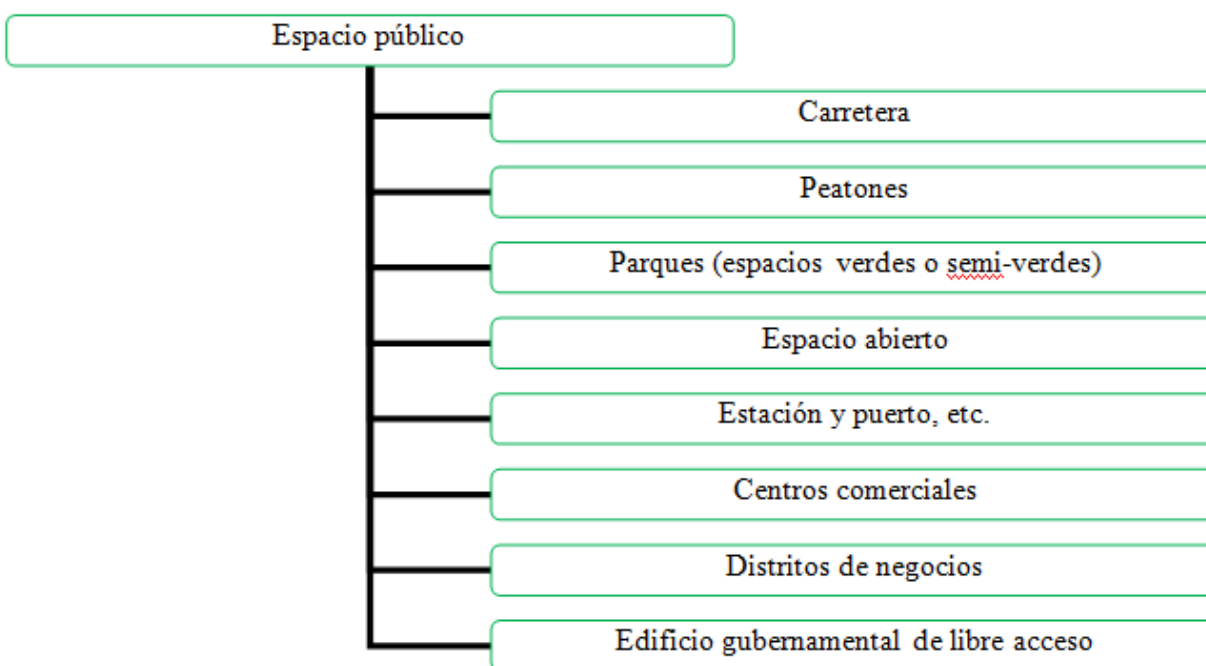 Espacio público
Carretera
Peatones
Parques (espacios verdes o semi-verdes)
Espacio abierto
Estación y puerto, etc.
Centros comerciales
Distritos de negocios
Edificio gubernamental de libre acceso